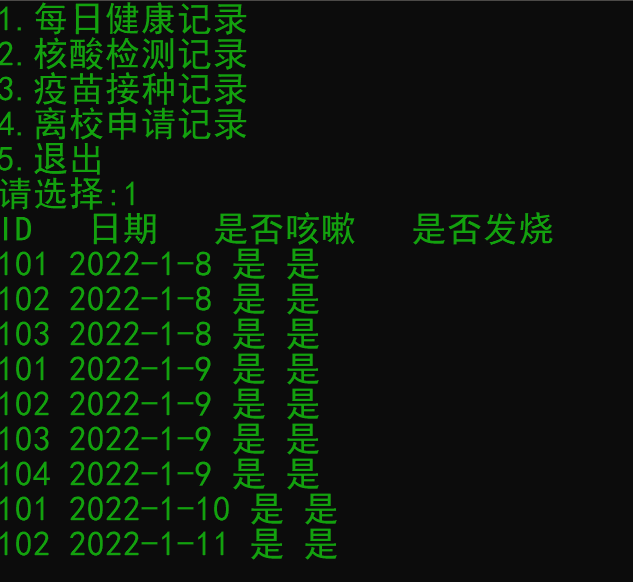 1.每日健康记录
2.核酸检测记录
3.疫苗接种记录
4.离校申请记录
5.退出
请选择:1
ID 日期 是否咳嗽 是否发烧
101 2022-1-8 是 是
102 2022-1-8 是 是
103 2022-1-8 是 是
101 2022-1-9 是 是
102 2022-1-9 是 是
103 2022-1-9 是 是
104 2022-1-9 是 是
101 2022-1-10 是 是
102 2022-1-11 是 是